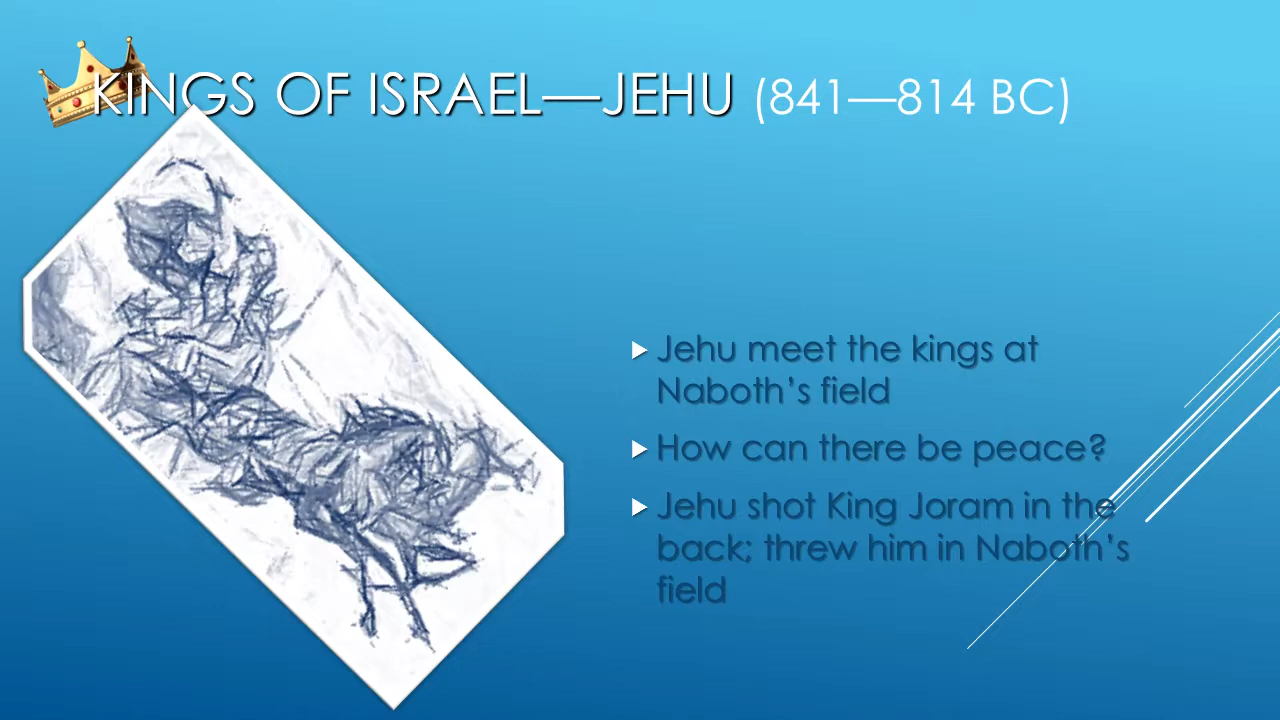 KINGS OF ISRAEL—JEHU (841—814 BC)
Jehu meet the kings at
Naboth’s field
How can there be peace?
Jehu shot King Joram in the
back; threw him in Naboth’s
field